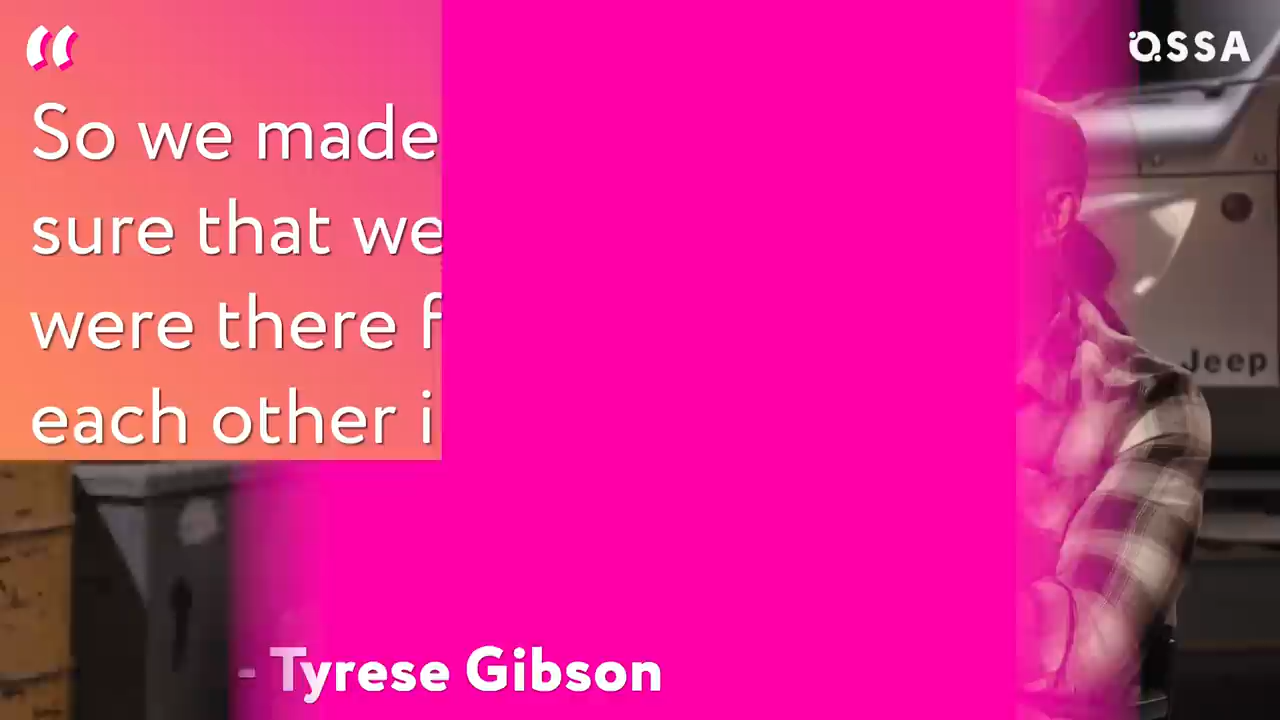 “
OSSA
So we made
sure that we
were there f
each other i
Jeep
- Tyrese Gibson